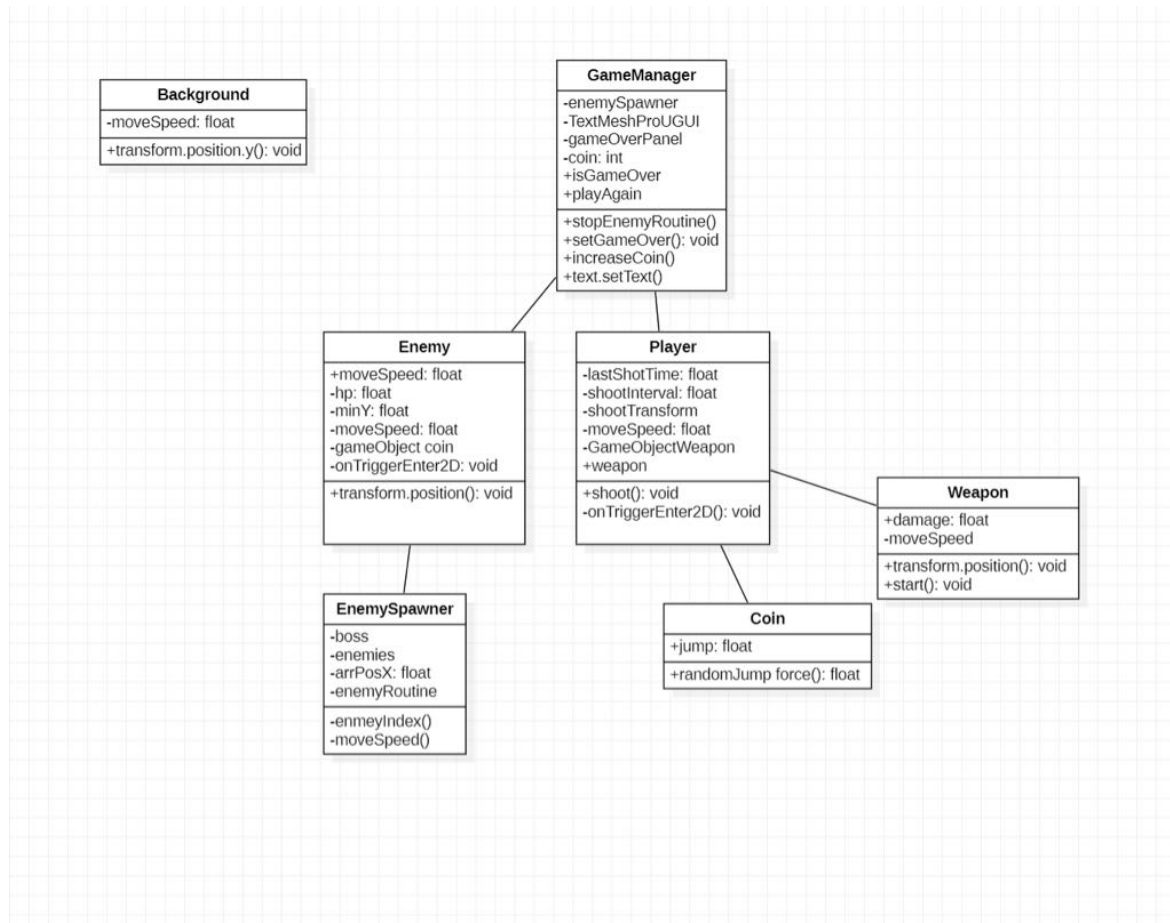 Background
-moveSpeed: float
+transform.position.y(): void
GameManager
-enemySpawner
-TextMeshProUGUI
-gameOverPanel
-coin: int
+isGameOver
+playAgain
+stopEnemyRoutine()
+setGameOver(): void
+increaseCoin()
+text.setText()
Enemy
+moveSpeed: float
-hp: float
-minY: float
-moveSpeed: float
-gameObject coin
-onTriggerEnter2D: void
+transform.position(): void
Player
-lastShotTime: float
-shootInterval: float
-shootTransform
-moveSpeed: float
-GameObjectWeapon
+weapon
+shoot(): void
-onTriggerEnter2D(): void
Weapon
+damage: float
-moveSpeed
+transform.position(): void
+start(): void
EnemySpawner
-boss
-enemies
-arrPosX: float
-enemyRoutine
-enmeyIndex()
-moveSpeed()
Coin
+jump: float
+randomJump force(): float